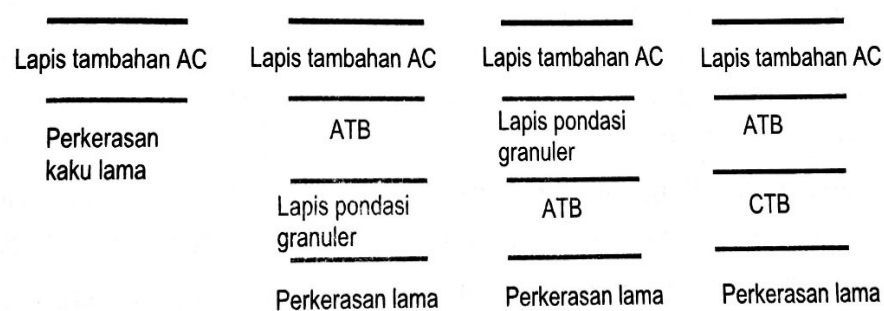 Lapis tambahan AC
Perkerasan
kaku lama
Lapis tambahan AC
ATB
Lapis pondasi
granuler
Perkerasan lama
Lapis tambahan AC
Lapis pondasi
granuler
ATB
Perkerasan lama
Lapis tambahan AC
ATB
CTB
Perkerasan lama